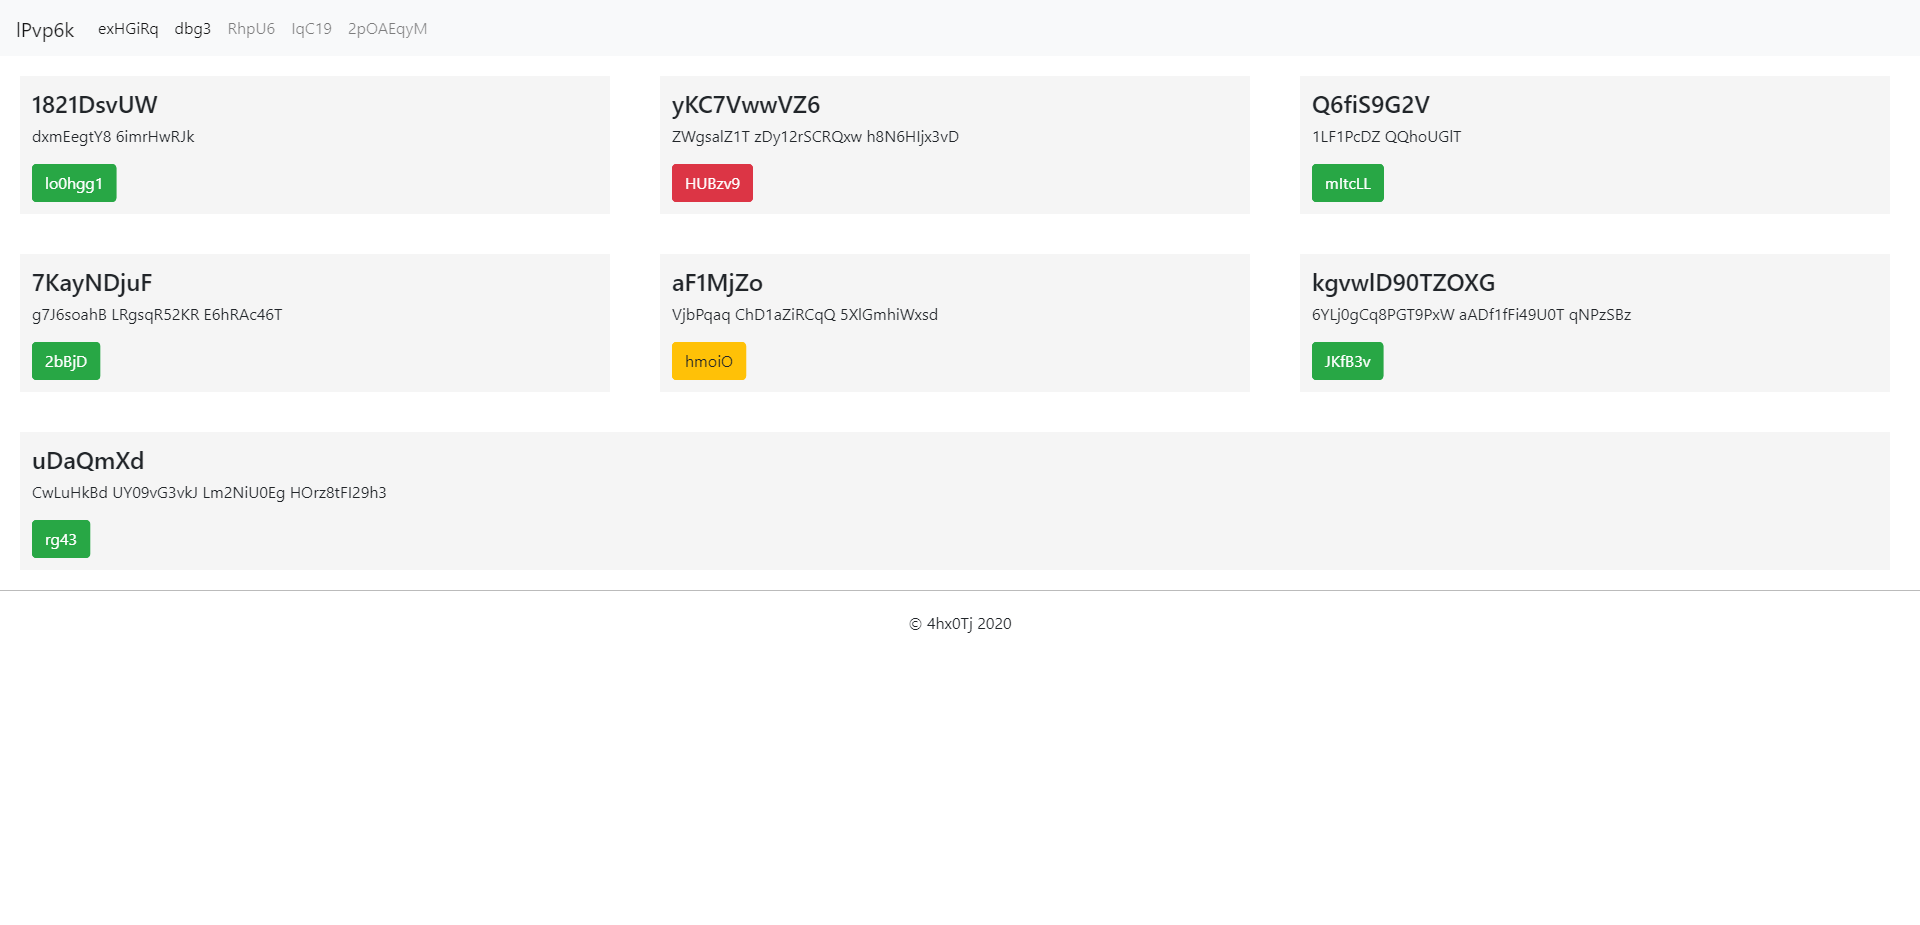 lPvp6k exHGiRq dbg3 RhpU6 IqC19 2pOAEqyM
1821DsvUW
dxmEegtY8 6imrHwRJk
lo0hgg1
yKC7VwwVZ6
ZWgsalZ1T zDy12rSCRQxw h8N6HIjx3vD
HUBzv9
Q6fiS9G2V
1LF1PcDZ QQhoUGlT
mItcLL
7KayNDjuF
g7J6soahB LRgsqR52KR E6hRAc46T
2bBjD
aF1MjZo
VjbPqaq ChD1aZiRCqQ 5XlGmhiWxsd
hmoiO
kgvwlD90TZOXG
6YLj0gCq8PGT9PxW aADf1fFi49U0T qNPzSBz
JKfB3v
uDaQmXd
CwLuHkBd UY09vG3vkJ Lm2NiU0Eg HOrz8tFI29h3
rg43
© 4hx0Tj 2020